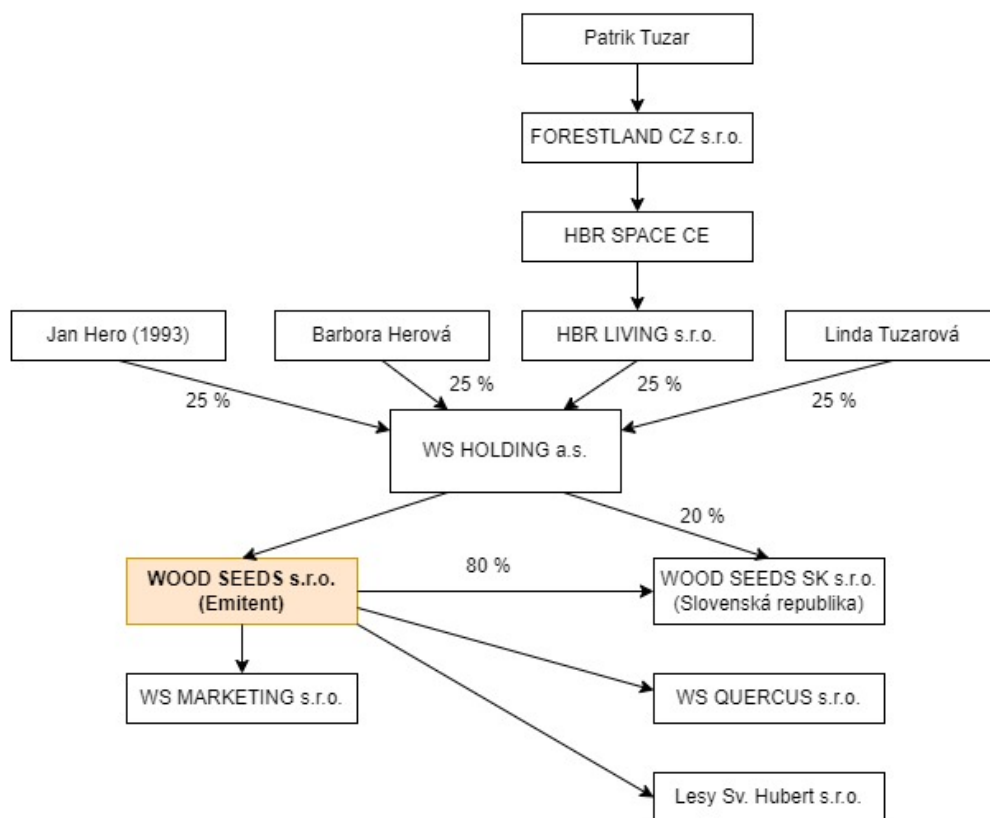 Patrik Tuzar
FORESTLAND CZ s.r.o.
HBR SPACE CE
Jan Hero (1993)
Barbora Herová
HBR LIVING s.r.o.
Linda Tuzarová
25 %
25 %
25 %
25 %
WS HOLDING a.s.
20 %
WOOD SEEDS s.r.o.
(Emitent)
80 %
WOOD SEEDS SK s.r.o.
(Slovenská republika)
WS MARKETING s.r.o.
WS QUERCUS s.r.o.
Lesy Sv. Hubert s.r.o.